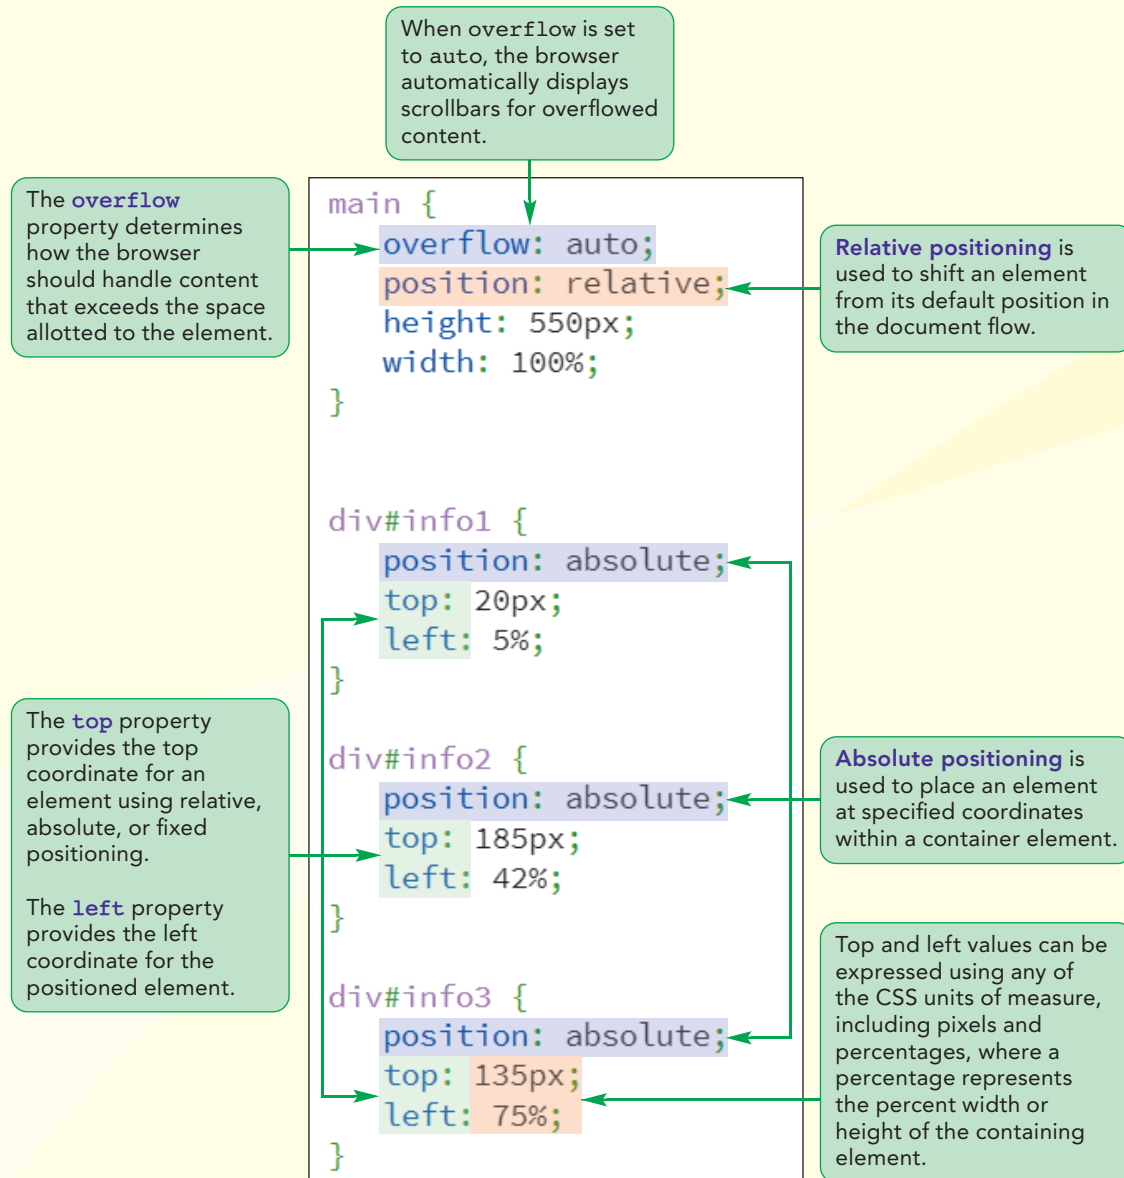 When overflow is set
to auto, the browser
automatically displays
scrollbars for overflowed
content.
The overflow
property determines
how the browser
should handle content
that exceeds the space
allotted to the element.
main {
overflow: auto;
position: relative;
height: 550px;
width: 100%;
}
Relative positioning is
used to shift an element
from its default position in
the document flow.
div#info1 {
position: absolute;
top: 20px;
left: 5%;
}
The top property
provides the top
coordinate for an
element using relative,
absolute, or fixed
positioning.
The left property
provides the left
coordinate for the
positioned element.
div#info2 {
position: absolute;
top: 185px;
left: 42%;
}
Absolute positioning is
used to place an element
at specified coordinates
within a container element.
div#info3 {
position: absolute;
top: 135px;
left: 75%;
}
Top and left values can be
expressed using any of
the CSS units of measure,
including pixels and
percentages, where a
percentage represents
the percent width or
height of the containing
element.